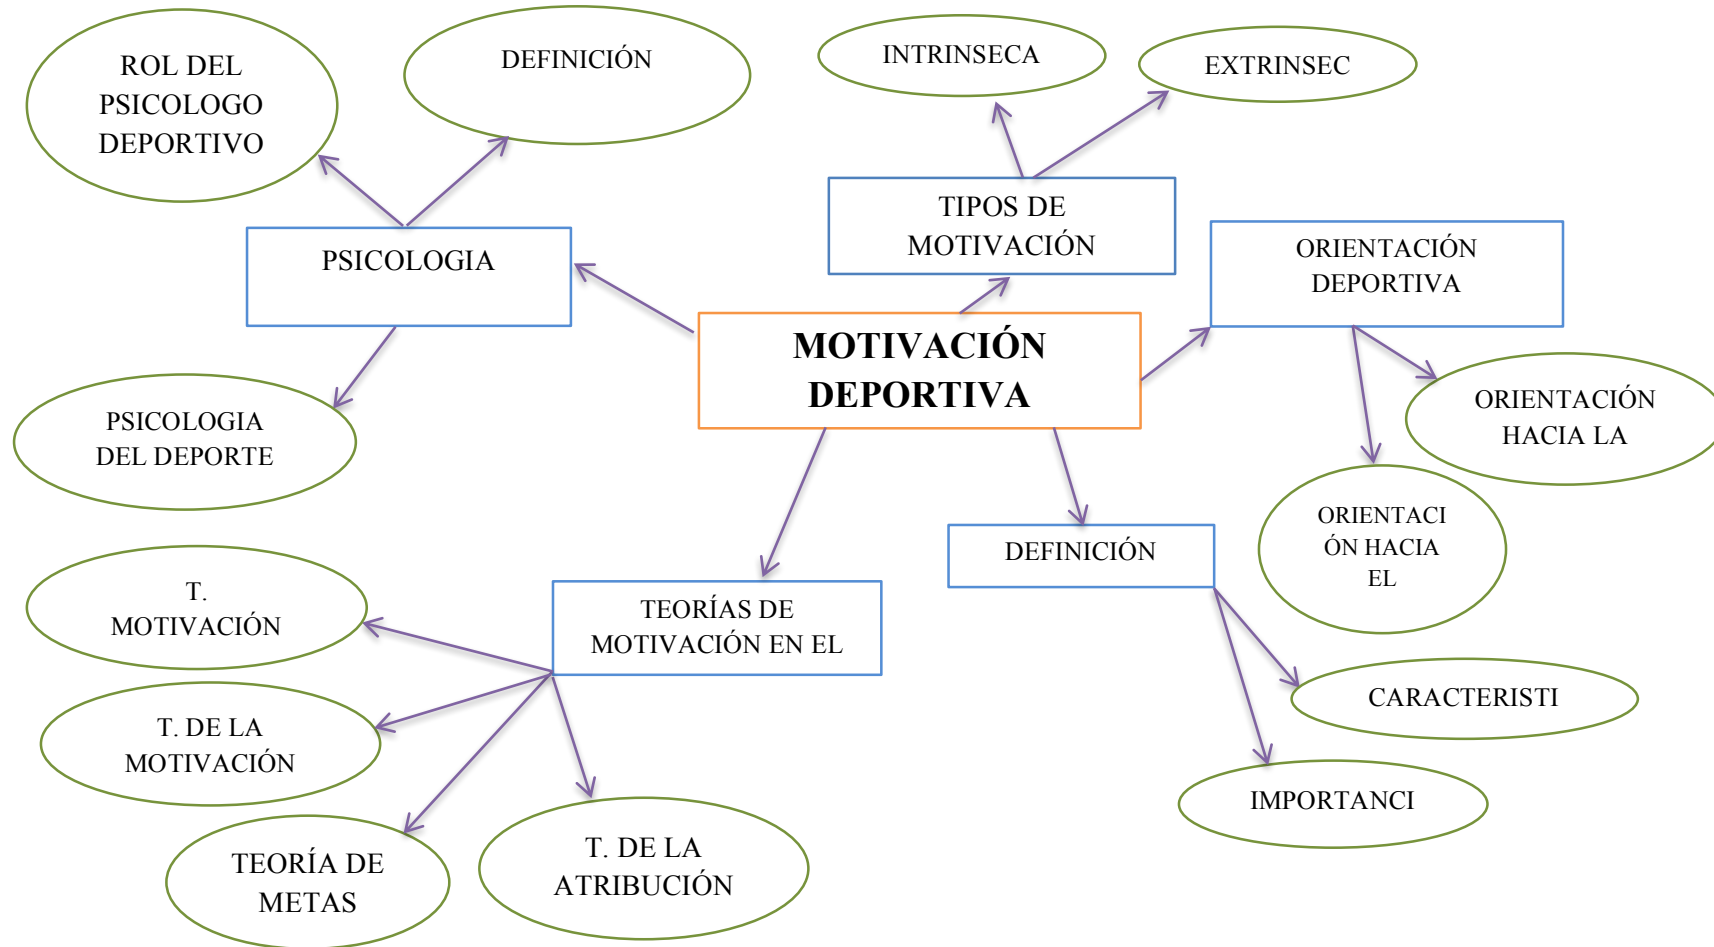 ROL DEL
PSICOLOGO
DEPORTIVO
DEFINICIÓN
INTRINSECA
EXTRINSEC
PSICOLOGIA
TIPOS DE
MOTIVACIÓN
ORIENTACIÓN
DEPORTIVA
MOTIVACIÓN
DEPORTIVA
PSICOLOGIA
DEL DEPORTE
ORIENTACIÓN
HACIA LA
ORIENTACI
ÓN HACIA
EL
DEFINICIÓN
TEORÍAS DE
MOTIVACIÓN EN EL
T.
MOTIVACIÓN
T. DE LA
MOTIVACIÓN
TEORÍA DE
METAS
T. DE LA
ATRIBUCIÓN
CARACTERISTI
IMPORTANCI